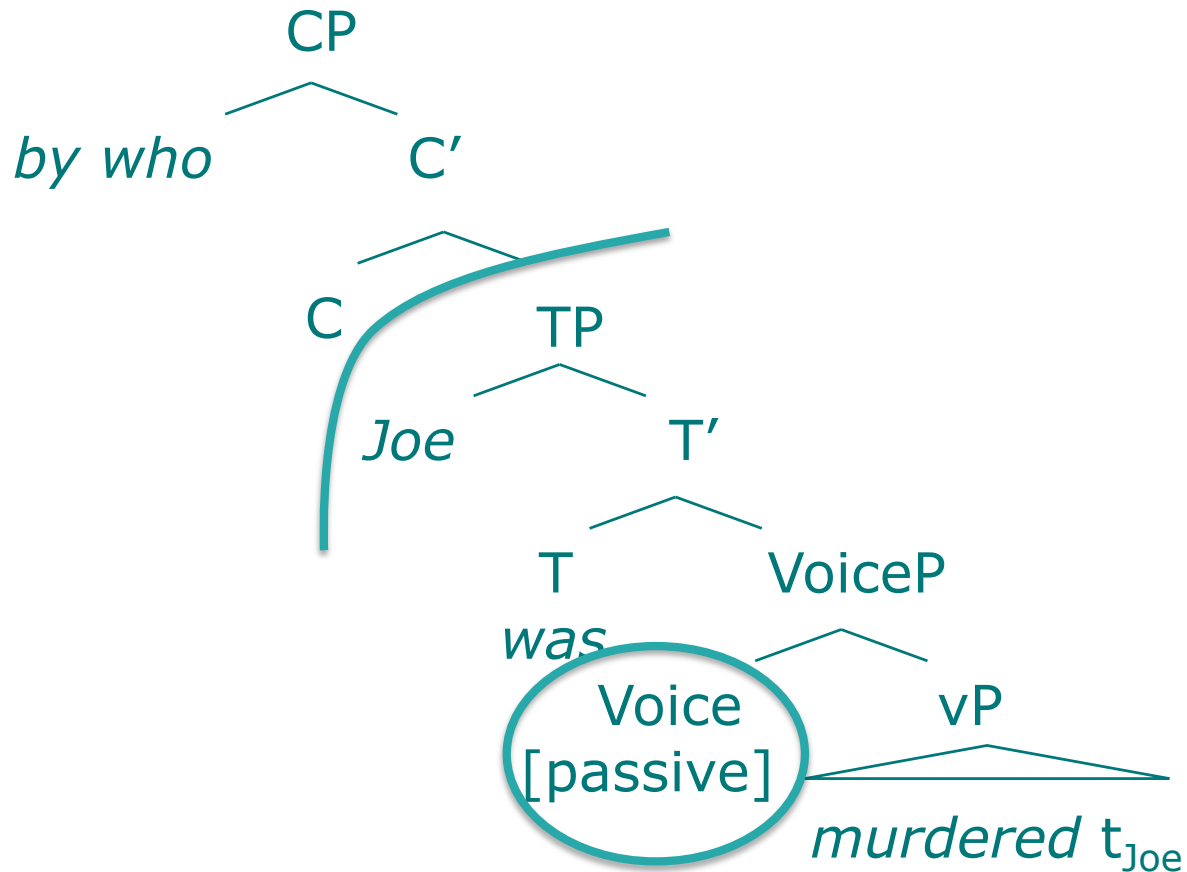 CP
by who C′
C TP
Joe T′
T VoiceP
was
Voice vP
[passive]
murdered tJoe